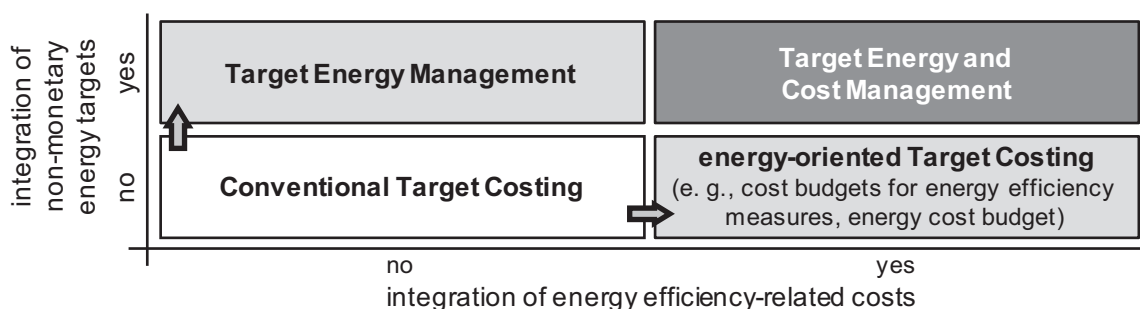 integration of
non-monetary
energy targets
yes
no
Target Energy Management
Target Energy and
Cost Management
Conventional Target Costing
energy-oriented Target Costing
(e. g., cost budgets for energy efficiency
measures, energy cost budget)
no
yes
integration of energy efficiency-related costs